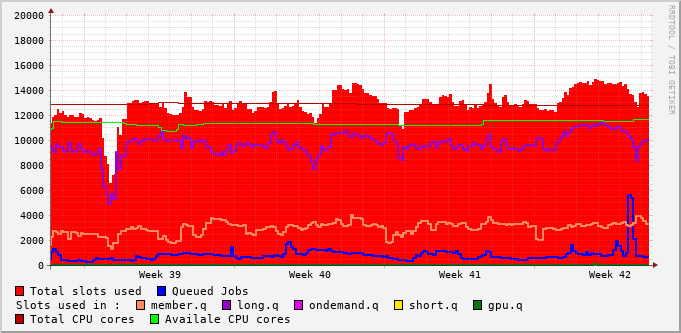 20000
18000
16000
14000
12000
10000
8000
6000
4000
2000
0
Week 39 Week 40 Week 41 Week 42
Total slots used Queued Jobs
Slots used in : member.q long.q ondemand.q short.q gpu.q
Total CPU cores Availale CPU cores
RRDTOOL / TOBI OETIKER